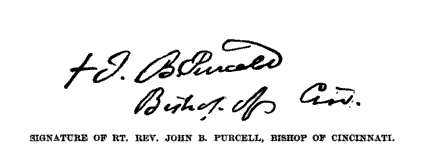 + J. B Purcell
Bishop of Cin.
SIGNATURE OF RT. REV. JOHN B. PURCELL, BISHOP OF CINCINNATI.